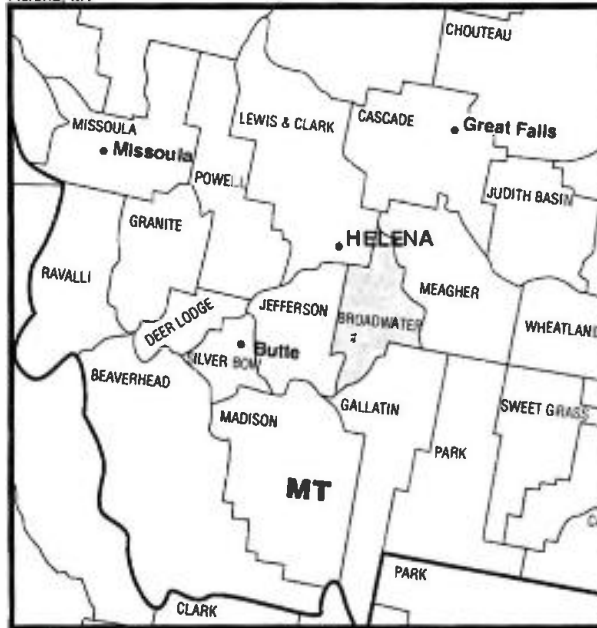 CHOUTEAU
MISSOULA
LEWIS & CLARK
CASCADE
Great Falls
Missoula
POWELL
JUDITH BASIN
GRANITE
HELENA
RAVALLI
MEAGHER
DEER LODGE
JEFFERSON
BROADWATER
WHEATLAND
Butte
SILVER BOW
BEAVERHEAD
MADISON
GALLATIN
SWEET GRASS
PARK
MT
PARK
CLARK